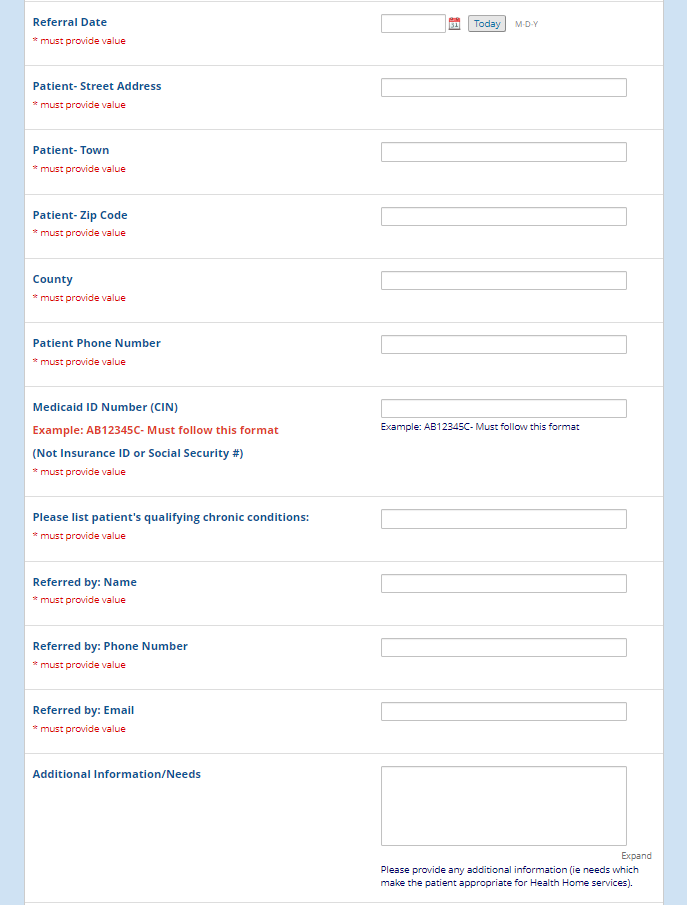 Referral Date
31 Today M-D-Y
* must provide value
Patient- Street Address
* must provide value
Patient- Town
* must provide value
Patient- Zip Code
* must provide value
County
* must provide value
Patient Phone Number
* must provide value
Medicaid ID Number (CIN)
Example: AB12345C- Must follow this format
Example: AB12345C- Must follow this format
(Not Insurance ID or Social Security #)
* must provide value
Please list patient's qualifying chronic conditions:
* must provide value
Referred by: Name
* must provide value
Referred by: Phone Number
* must provide value
Referred by: Email
* must provide value
Additional Information/Needs
Expand
Please provide any additional information (ie needs which
make the patient appropriate for Health Home services).